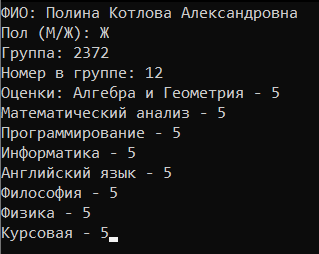 ФИО: Полина Котлова Александровна
Пол (М/Ж): Ж
Группа: 2372
Номер в группе: 12
Оценки: Алгебра и Геометрия - 5
Математический анализ - 5
Программирование - 5
Информатика - 5
Английский язык - 5
Философия - 5
Физика - 5
Курсовая - 5